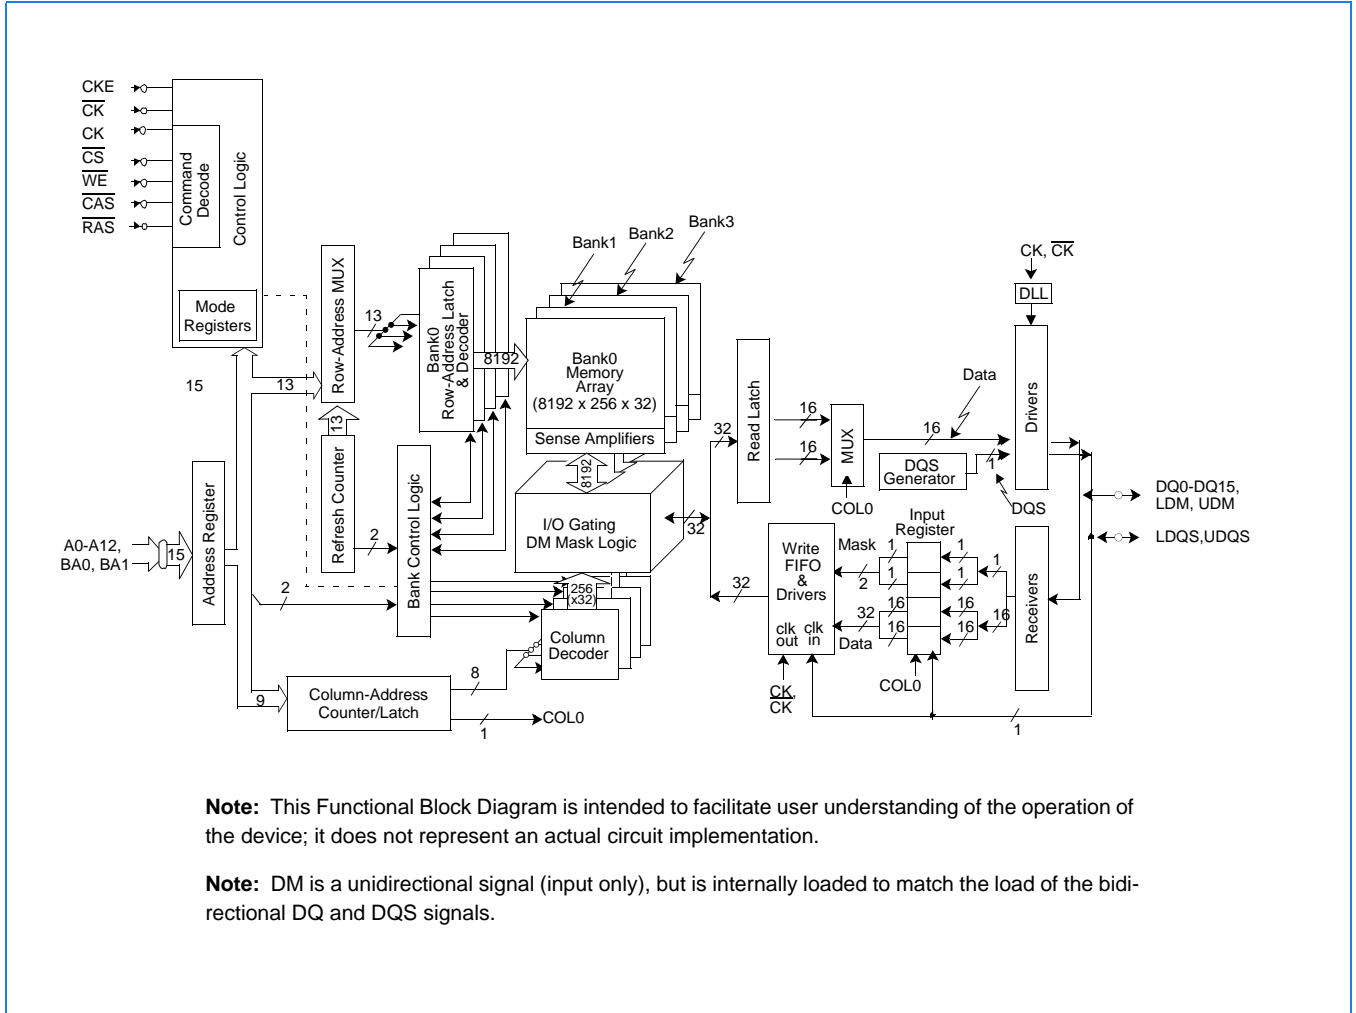 CKE
CK
CK
CS
WE
CAS
RAS
Command
Decode
Control Logic
Mode
Registers
15
13
Row-Address MUX
13
Refresh Counter
13
Bank0
Row-Address Latch
& Decoder
8192
Bank1
Bank2
Bank3
Bank0
Memory
Array
(8192 x 256 x 32)
Sense Amplifiers
8192
I/O Gating
DM Mask Logic
A0-A12,
BA0, BA1
15
Address Register
2
2
Bank Control Logic
256
(x32)
Column
Decoder
9
Column-Address
Counter/Latch
8
1
COL0
32
32
32
Read Latch
16
16
MUX
COL0
16
Data
DQS
Generator
1
DQS
CK, CK
DLL
Drivers
DQ0-DQ15,
LDM, UDM
LDQS,UDQS
Input
Register
Write
FIFO
&
Drivers
clk
out
clk
in
Mask
1
2
1
1
1
1
16
32
16
16
16
16
Data
Receivers
CK,
CK
COL0
1
Note: This Functional Block Diagram is intended to facilitate user understanding of the operation of
the device; it does not represent an actual circuit implementation.
Note: DM is a unidirectional signal (input only), but is internally loaded to match the load of the bidi-
rectional DQ and DQS signals.